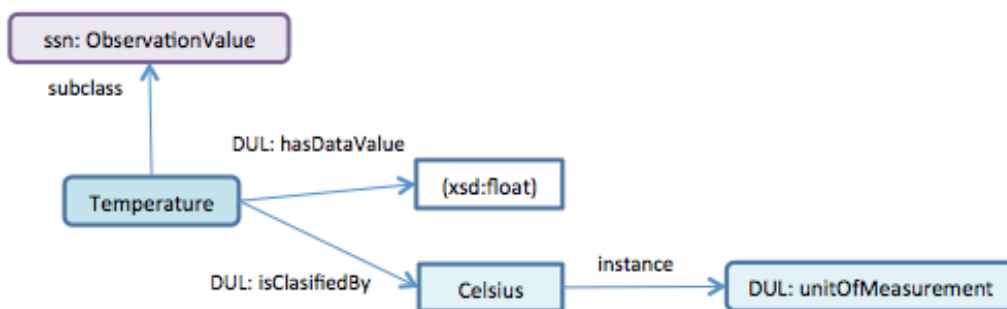 ssn: ObservationValue
subclass
DUL: hasDataValue
(xsd:float)
Temperature
instance
DUL: isClasifiedBy
Celsius
DUL: unitOfMeasurement